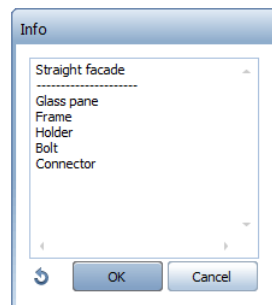 Info
Straight facade
----------------------
Glass pane
Frame
Holder
Bolt
Connector
OK
Cancel